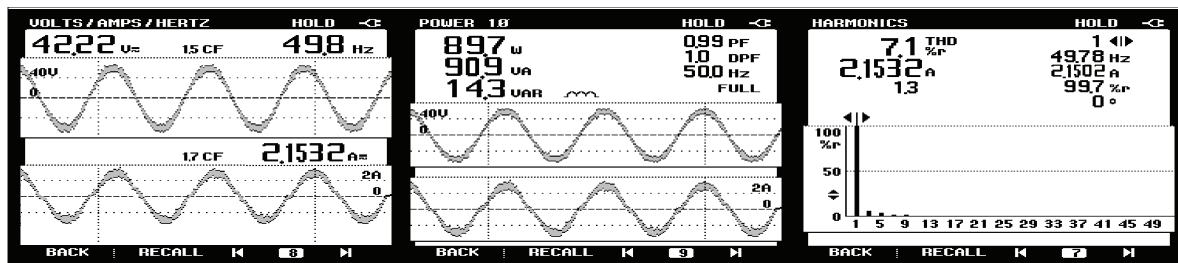 VOLTS/AMPS/HERTZ HOLD
42.22 V≂ 1.5 CF 49.8 Hz
40V
0
1.7 CF 2.1532 A≂
2A
0
BACK RECALL 8
POWER 1Ø HOLD
89.7 W 0.99 PF
90.9 VA 1.0 DPF
50.0 Hz
14.3 VAR FULL
40V
0
2A
0
BACK RECALL 9
HARMONICS HOLD
7.1 THD %r 1
49.78 Hz
2.1532 A 2.1502 A
1.3 99.7 %r
0 °
100
%r
50
0
1 5 9 13 17 21 25 29 33 37 41 45 49
BACK RECALL 7